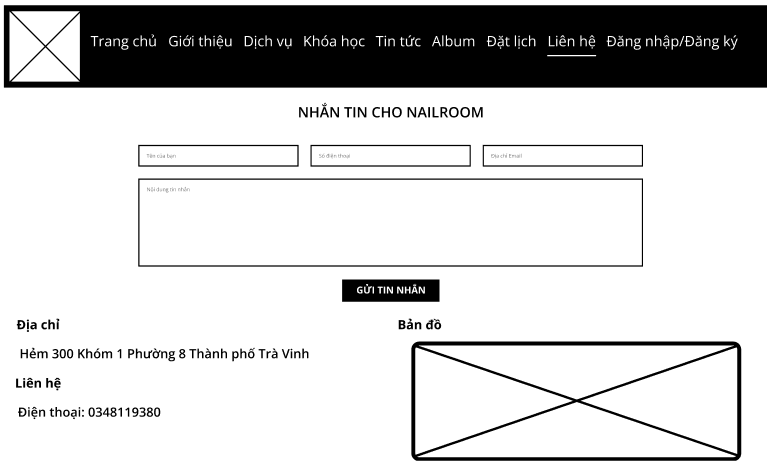 Trang chủ Giới thiệu Dịch vụ Khóa học Tin tức Album Đặt lịch Liên hệ Đăng nhập/Đăng ký
NHẮN TIN CHO NAILROOM
Tên của bạn Số điện thoại Địa chỉ Email
Nội dung tin nhắn
GỬI TIN NHẮN
Địa chỉ Bản đồ
Hẻm 300 Khóm 1 Phường 8 Thành phố Trà Vinh
Liên hệ
Điện thoại: 0348119380